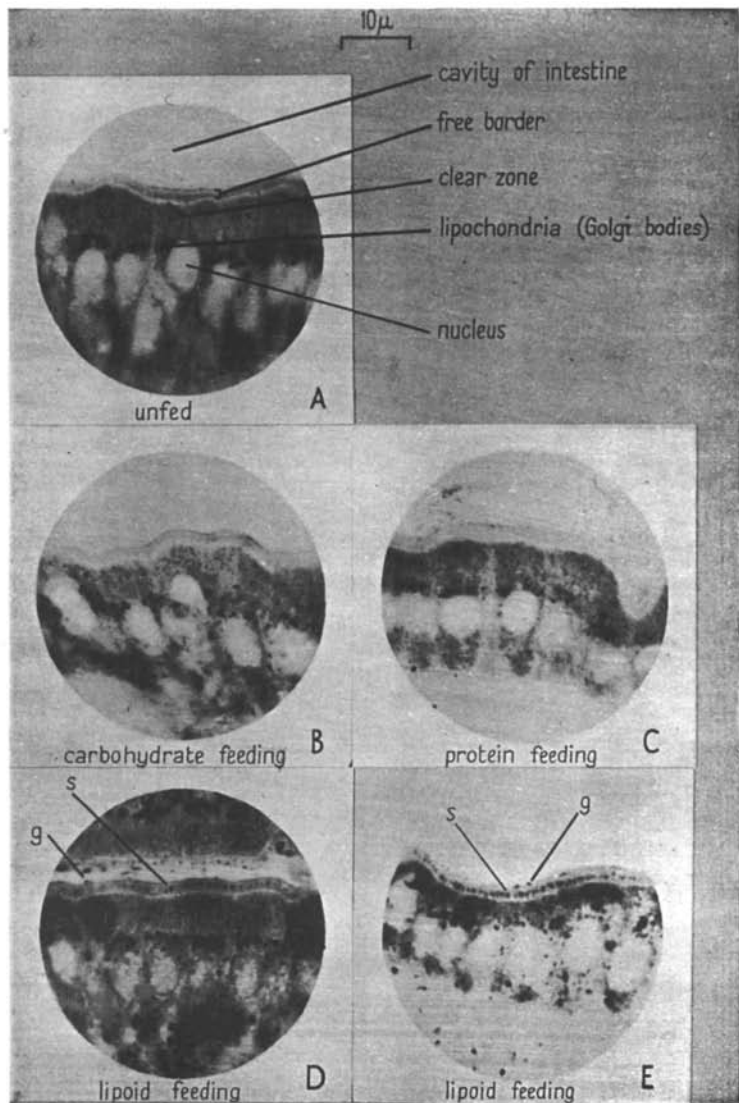 10μ
cavity of intestine
free border
clear zone
lipochondria (Golgi bodies)
nucleus
A
unfed
B
carbohydrate feeding
C
protein feeding
s
g
D
lipoid feeding
s
g
E
lipoid feeding